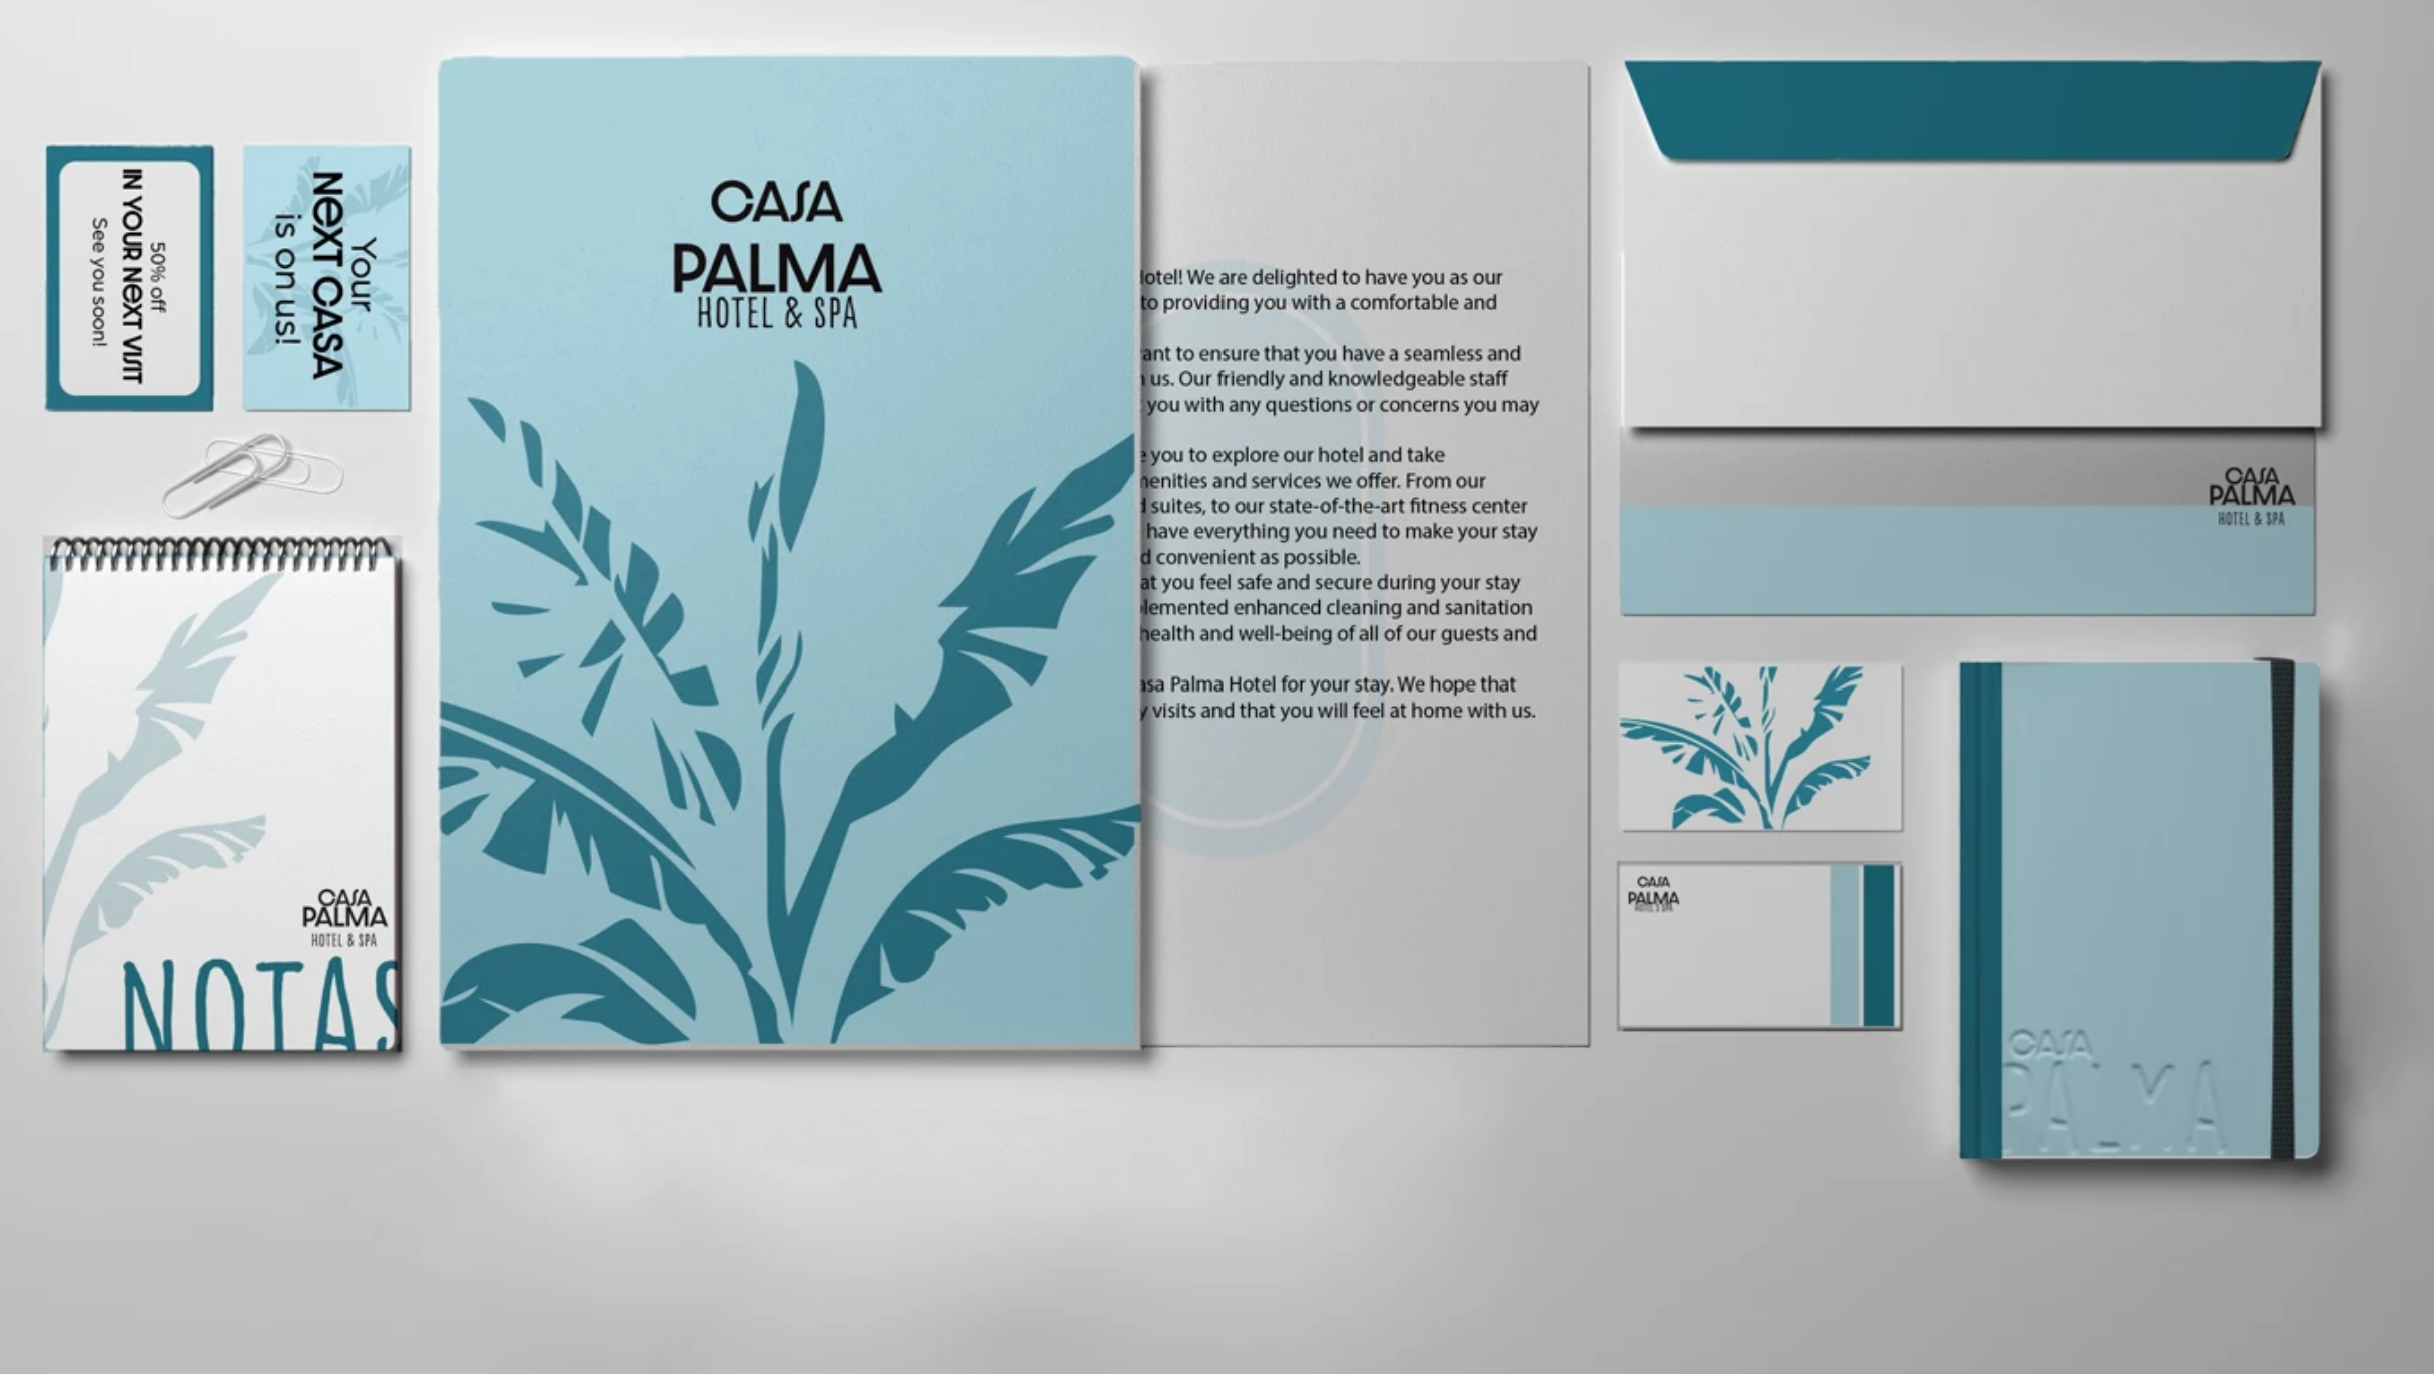 50% off
IN YOUR NEXT VISIT
See you soon!
Your
NEXT CASA
is on us!
CASA
PALMA
HOTEL & SPA
NOTAS
CASA
PALMA
HOTEL & SPA
We are delighted to have you as our
to providing you with a comfortable and
to ensure that you have a seamless and
us. Our friendly and knowledgeable staff
you with any questions or concerns you may
you to explore our hotel and take
and services we offer. From our
suites, to our state-of-the-art fitness center
have everything you need to make your stay
convenient as possible.
you feel safe and secure during your stay
enhanced cleaning and sanitation
health and well-being of all of our guests and
Palma Hotel for your stay. We hope that
visits and that you will feel at home with us.
CASA
PALMA
HOTEL & SPA
CASA
PALMA
HOTEL & SPA
CASA
PALMA